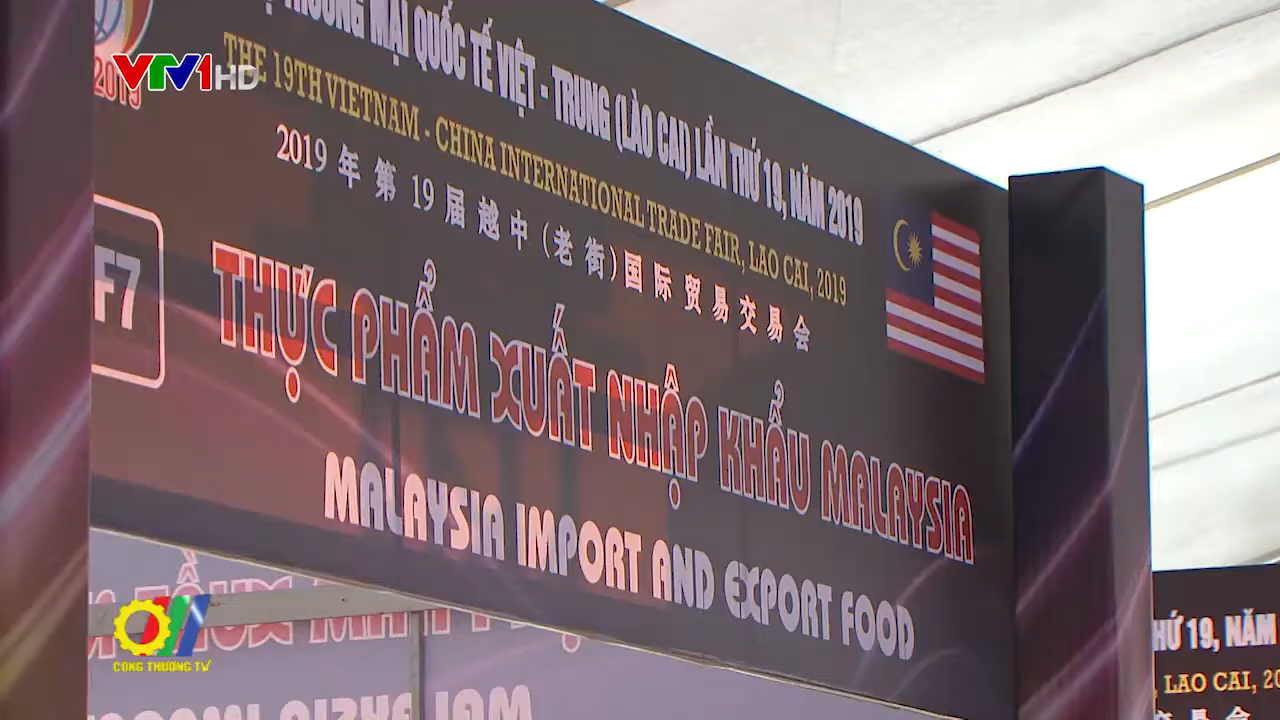 THƯƠNG MẠI QUỐC TẾ VIỆT - TRUNG (LÀO CAI) LẦN THỨ 19, NĂM 2019
2019
VTV1 HD
THE 19TH VIETNAM - CHINA INTERNATIONAL TRADE FAIR, LAO CAI, 2019
2019 年 第 19 届 越 中 (老 街) 国 际 贸 易 交 易 会
F7
THỰC PHẨM XUẤT NHẬP KHẨU MALAYSIA
MALAYSIA IMPORT AND EXPORT FOOD
CÔNG THƯƠNG TV
THỨ 19, NĂM
, LAO CAI, 20